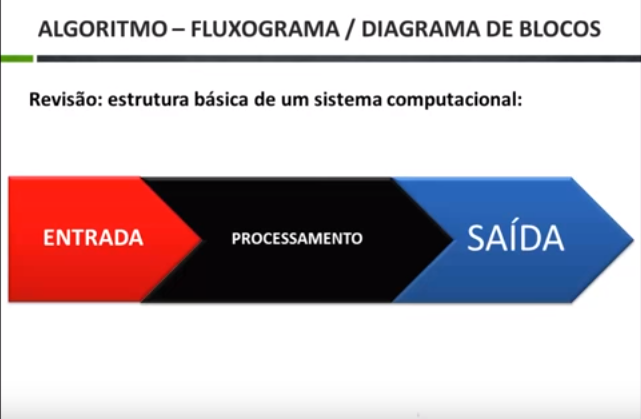 ALGORITMO – FLUXOGRAMA / DIAGRAMA DE BLOCOS
Revisão: estrutura básica de um sistema computacional:
ENTRADA
PROCESSAMENTO
SAÍDA